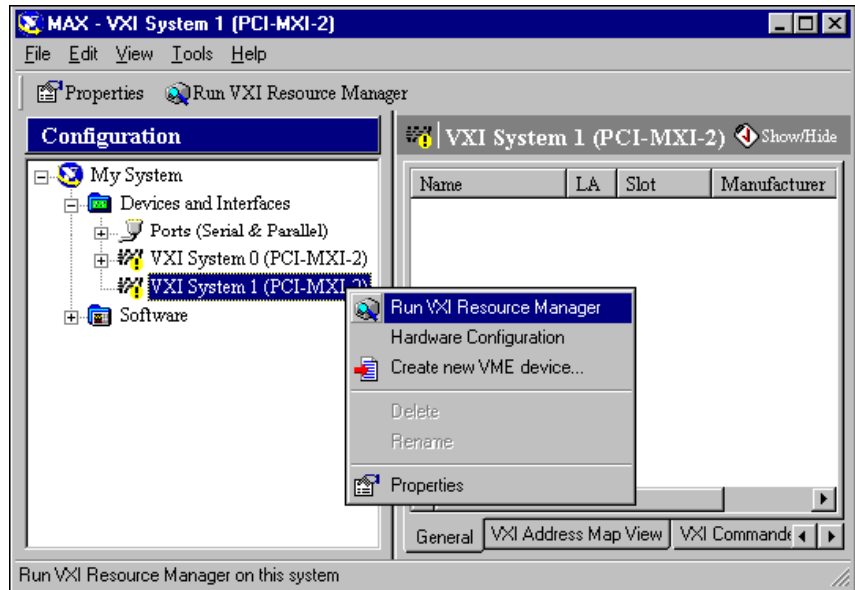 MAX - VXI System 1 (PCI-MXI-2)
File Edit View Tools Help
Properties Run VXI Resource Manager
Configuration
VXI System 1 (PCI-MXI-2) Show/Hide
Name LA Slot Manufacturer
My System
Devices and Interfaces
Ports (Serial & Parallel)
VXI System 0 (PCI-MXI-2)
VXI System 1 (PCI-MXI-2)
Software
Run VXI Resource Manager
Hardware Configuration
Create new VME device...
Delete
Rename
Properties
General VXI Address Map View VXI Commande
Run VXI Resource Manager on this system